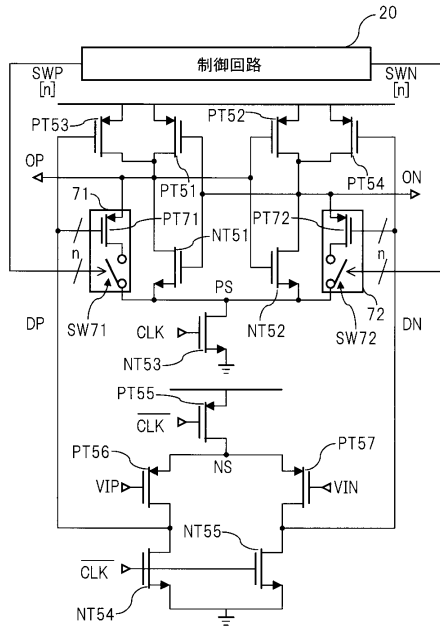 20
SWP
[n]
制御回路
SWN
[n]
PT53
PT52
OP
PT51
PT54
ON
71
PT71
NT51
PT72
n
n
PS
SW71
NT52
SW72
72
DP
CLK
DN
NT53
PT55
CLK
PT56
NS
PT57
VIP
VIN
NT55
CLK
NT54